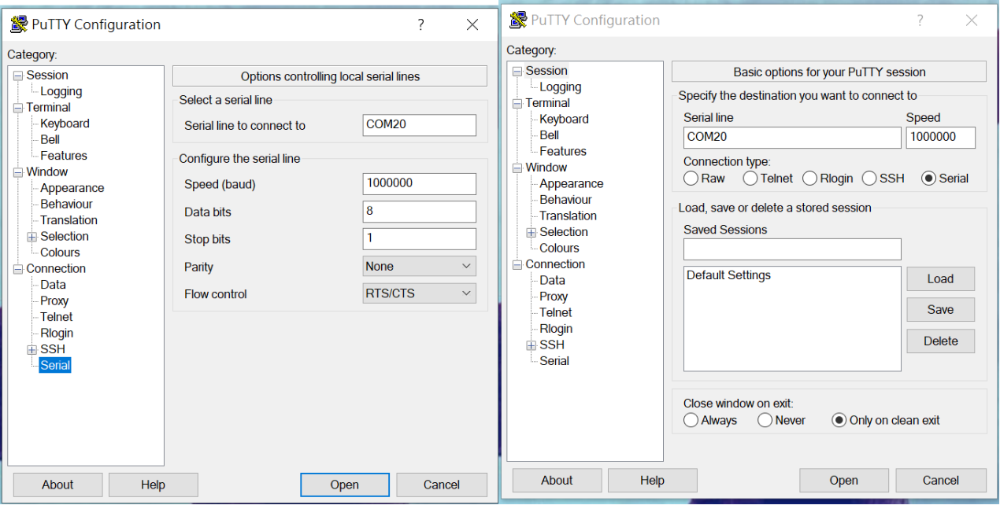 PuTTY Configuration
?
Category:
Session
Logging
Terminal
Keyboard
Bell
Features
Window
Appearance
Behaviour
Translation
Selection
Colours
Connection
Data
Proxy
Telnet
Rlogin
SSH
Serial
Options controlling local serial lines
Select a serial line
Serial line to connect to COM20
Configure the serial line
Speed (baud) 1000000
Data bits 8
Stop bits 1
Parity None
Flow control RTS/CTS
About Help Open Cancel
PuTTY Configuration
?
Category:
Session
Logging
Terminal
Keyboard
Bell
Features
Window
Appearance
Behaviour
Translation
Selection
Colours
Connection
Data
Proxy
Telnet
Rlogin
SSH
Serial
Basic options for your PuTTY session
Specify the destination you want to connect to
Serial line Speed
COM20 1000000
Connection type:
Raw Telnet Rlogin SSH Serial
Load, save or delete a stored session
Saved Sessions
Default Settings
Load
Save
Delete
Close window on exit:
Always Never Only on clean exit
About Help Open Cancel